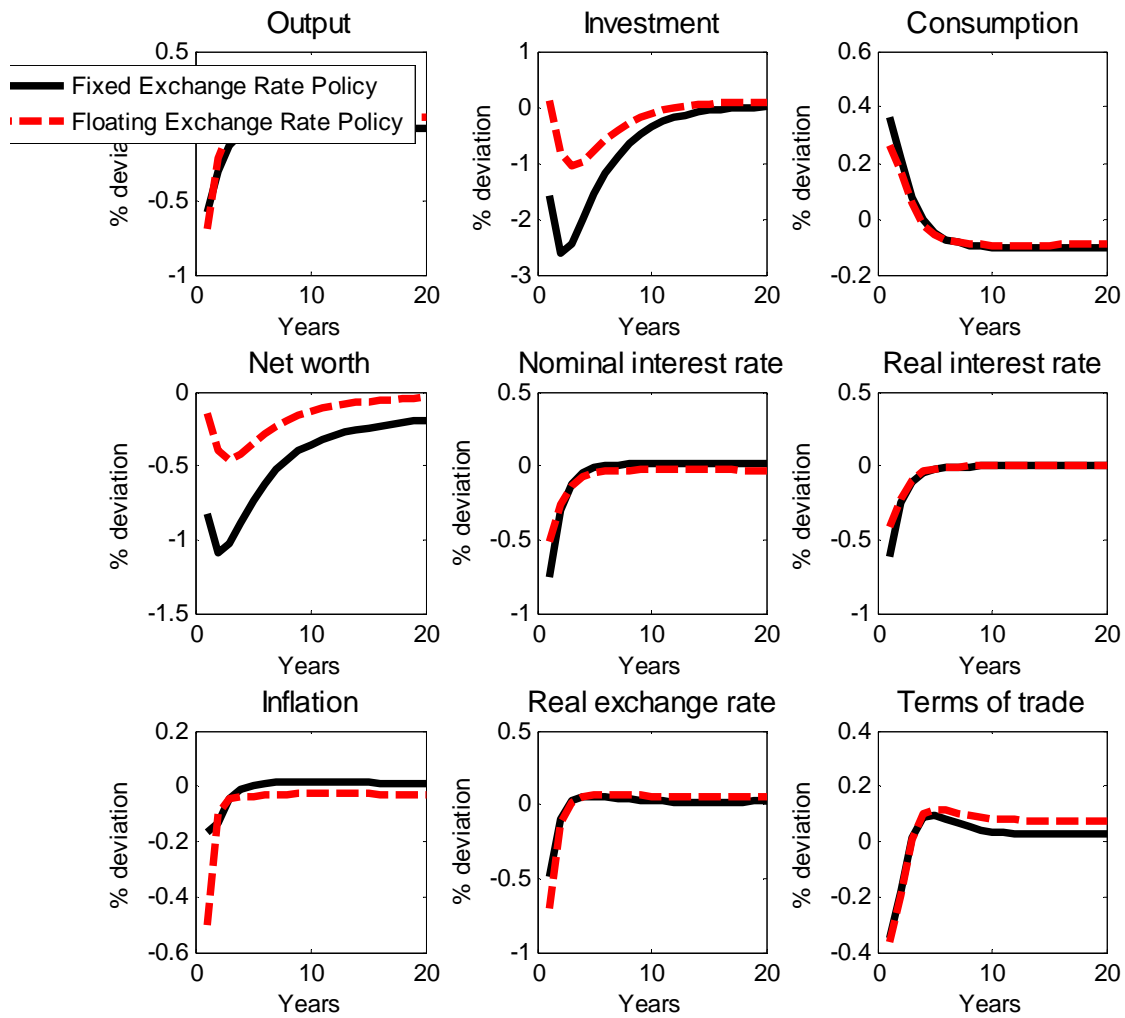 Output
0.5
-0.5
-1
% devia
0
10
20
Years
Fixed Exchange Rate Policy
Floating Exchange Rate Policy
Investment
1
0
-1
-2
-3
% deviation
0
10
20
Years
Consumption
0.6
0.4
0.2
0
-0.2
% deviation
0
10
20
Years
Net worth
0
-0.5
-1
-1.5
% deviation
0
10
20
Years
Nominal interest rate
0.5
0
-0.5
-1
% deviation
0
10
20
Years
Real interest rate
0.5
0
-0.5
-1
% deviation
0
10
20
Years
Inflation
0.2
0
-0.2
-0.4
-0.6
% deviation
0
10
20
Years
Real exchange rate
0.5
0
-0.5
-1
% deviation
0
10
20
Years
Terms of trade
0.4
0.2
0
-0.2
-0.4
% deviation
0
10
20
Years